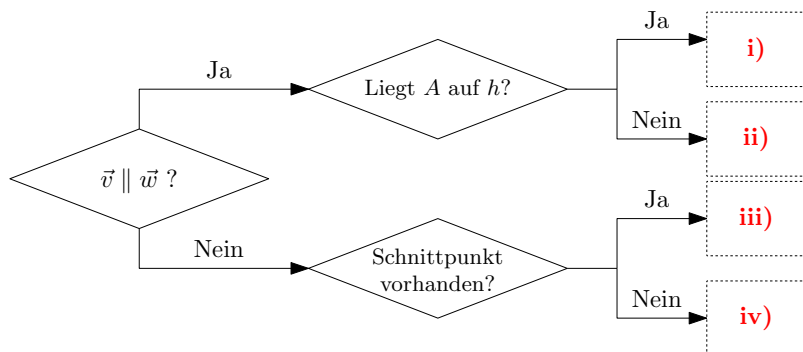 Ja
i)
Liegt A auf h?
Nein
ii)
v⃗ ∥ w⃗ ?
Ja
iii)
Nein
Schnittpunkt
vorhanden?
Nein
iv)
Ja